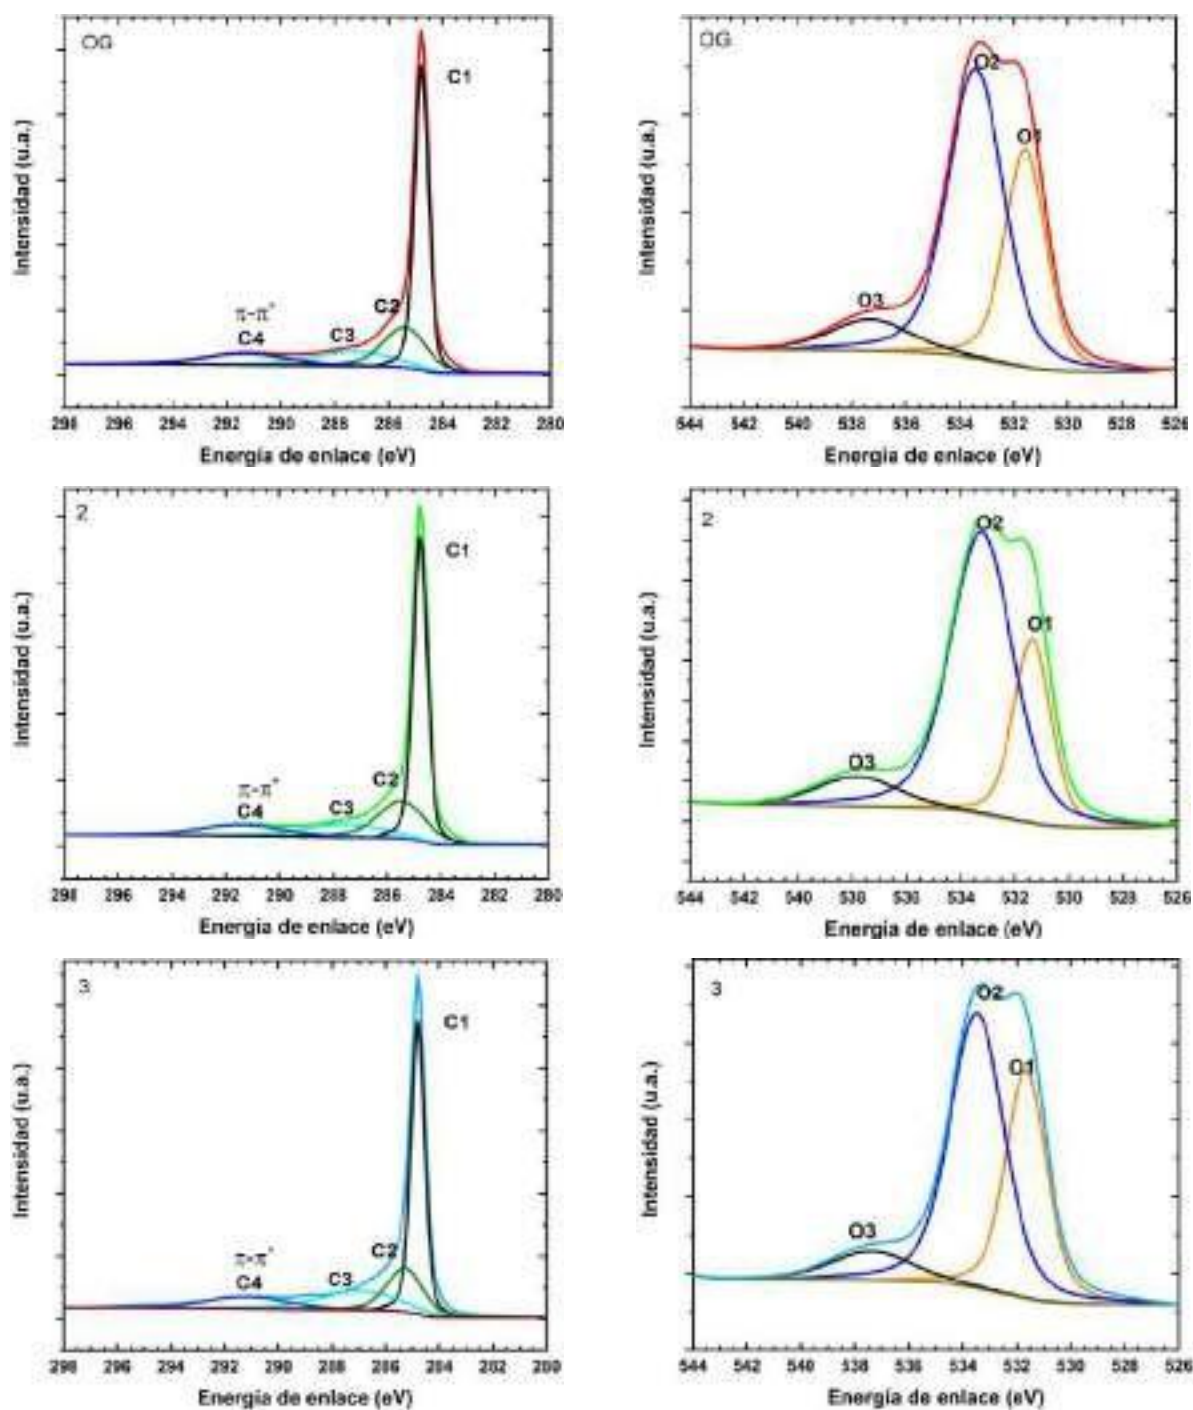 OG
C1
C2
π-π*
C3
C4
298 296 294 292 290 288 286 284 282 280
Energía de enlace (eV)
Intensidad (u.a.)
OG
O2
O1
O3
544 542 540 538 536 534 532 530 528 526
Energía de enlace (eV)
Intensidad (u.a.)
2
C1
C2
π-π*
C3
C4
298 296 294 292 290 288 286 284 282 280
Energía de enlace (eV)
Intensidad (u.a.)
2
O2
O1
O3
544 542 540 538 536 534 532 530 528 526
Energía de enlace (eV)
Intensidad (u.a.)
3
C1
C2
π-π*
C3
C4
298 296 294 292 290 288 286 284 282 280
Energía de enlace (eV)
Intensidad (u.a.)
3
O2
O1
O3
544 542 540 538 536 534 532 530 528 526
Energía de enlace (eV)
Intensidad (u.a.)